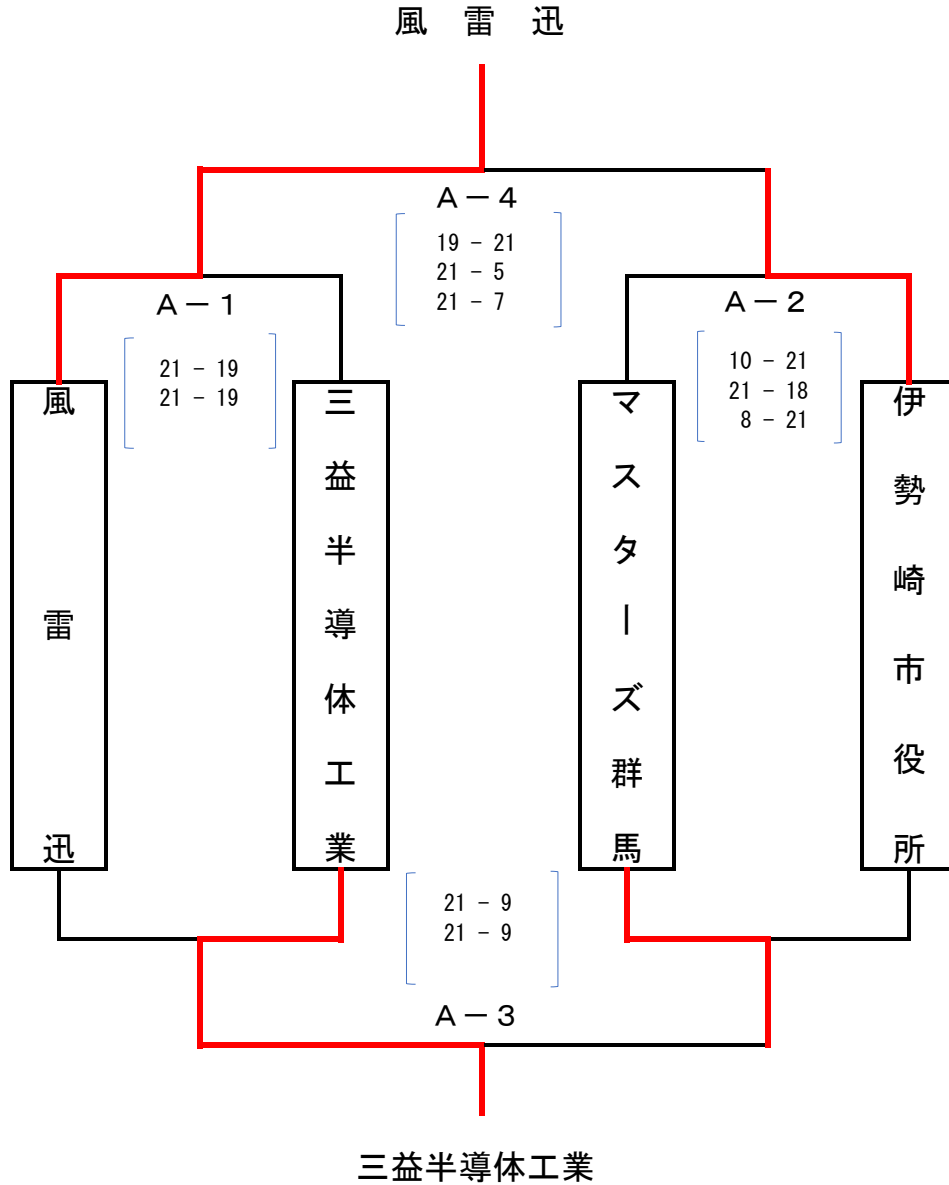 風 雷 迅
A－4
19 - 21
21 - 5
21 - 7
A－1
21 - 19
21 - 19
A－2
10 - 21
21 - 18
8 - 21
風雷迅
三益半導体工業
マスターズ群馬
伊勢崎市役所
21 - 9
21 - 9
A－3
三益半導体工業